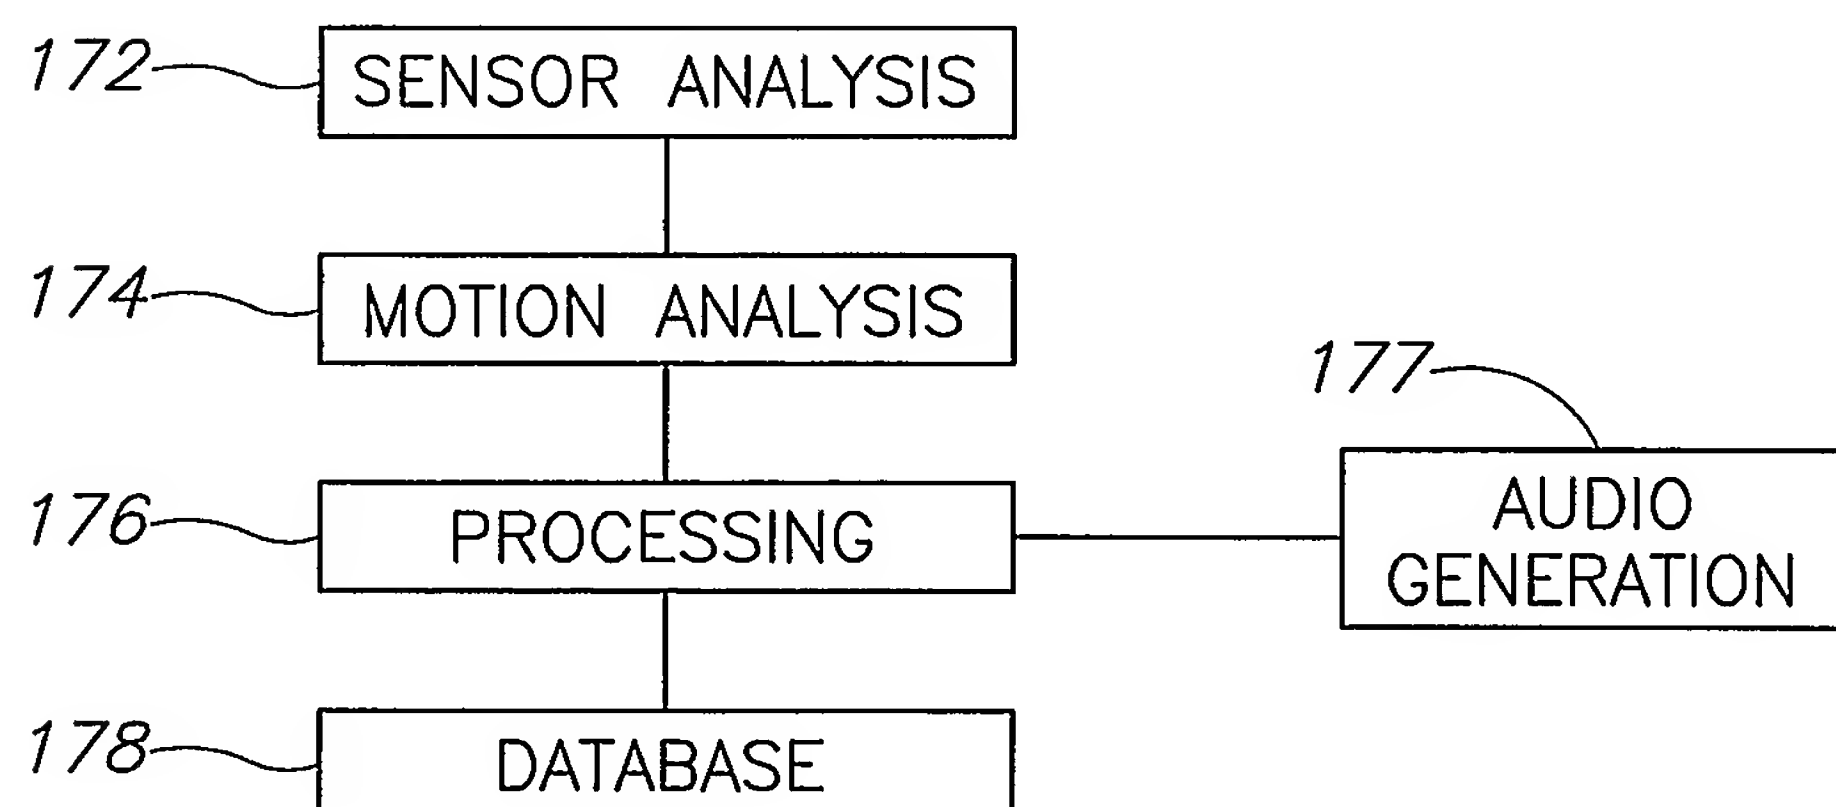 172
SENSOR ANALYSIS
174
MOTION ANALYSIS
177
176
PROCESSING
AUDIO
GENERATION
178
DATABASE